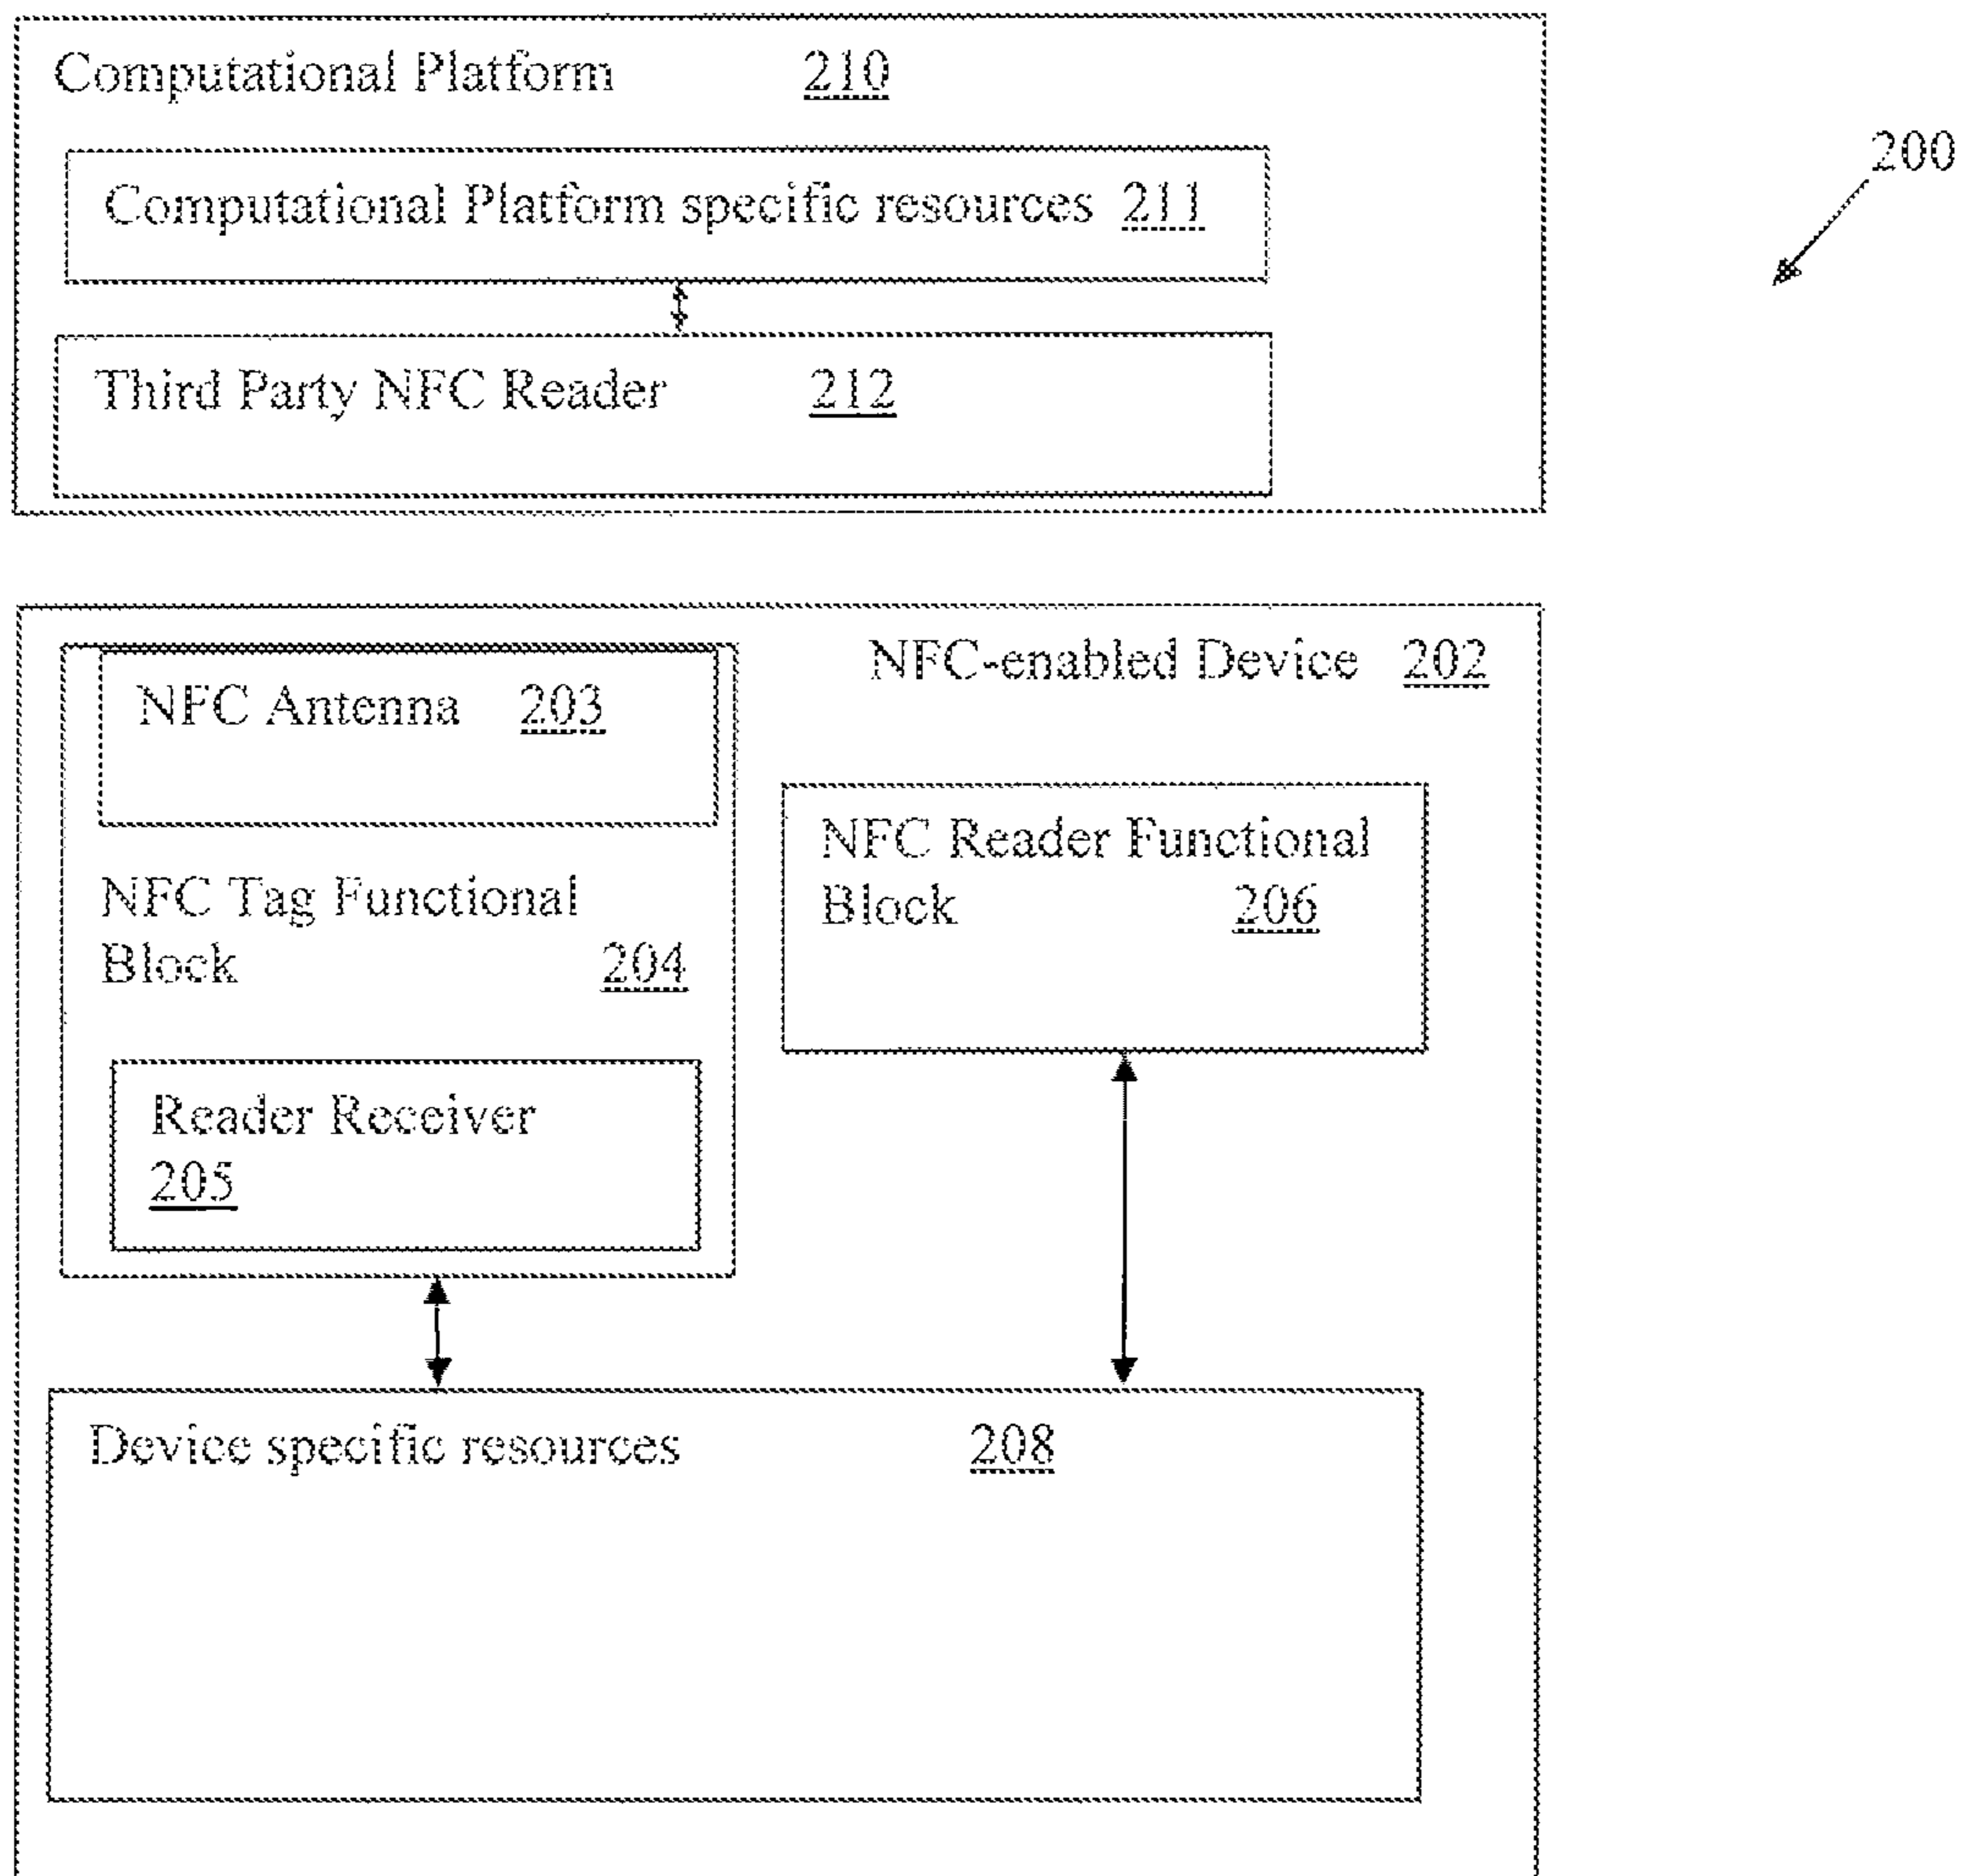 Computational Platform 210
200
Computational Platform specific resources 211
Third Party NFC Reader 212
NFC-enabled Device 202
NFC Antenna 203
NFC Tag Functional
Block 204
Reader Receiver
205
NFC Reader Functional
Block 206
Device specific resources 208